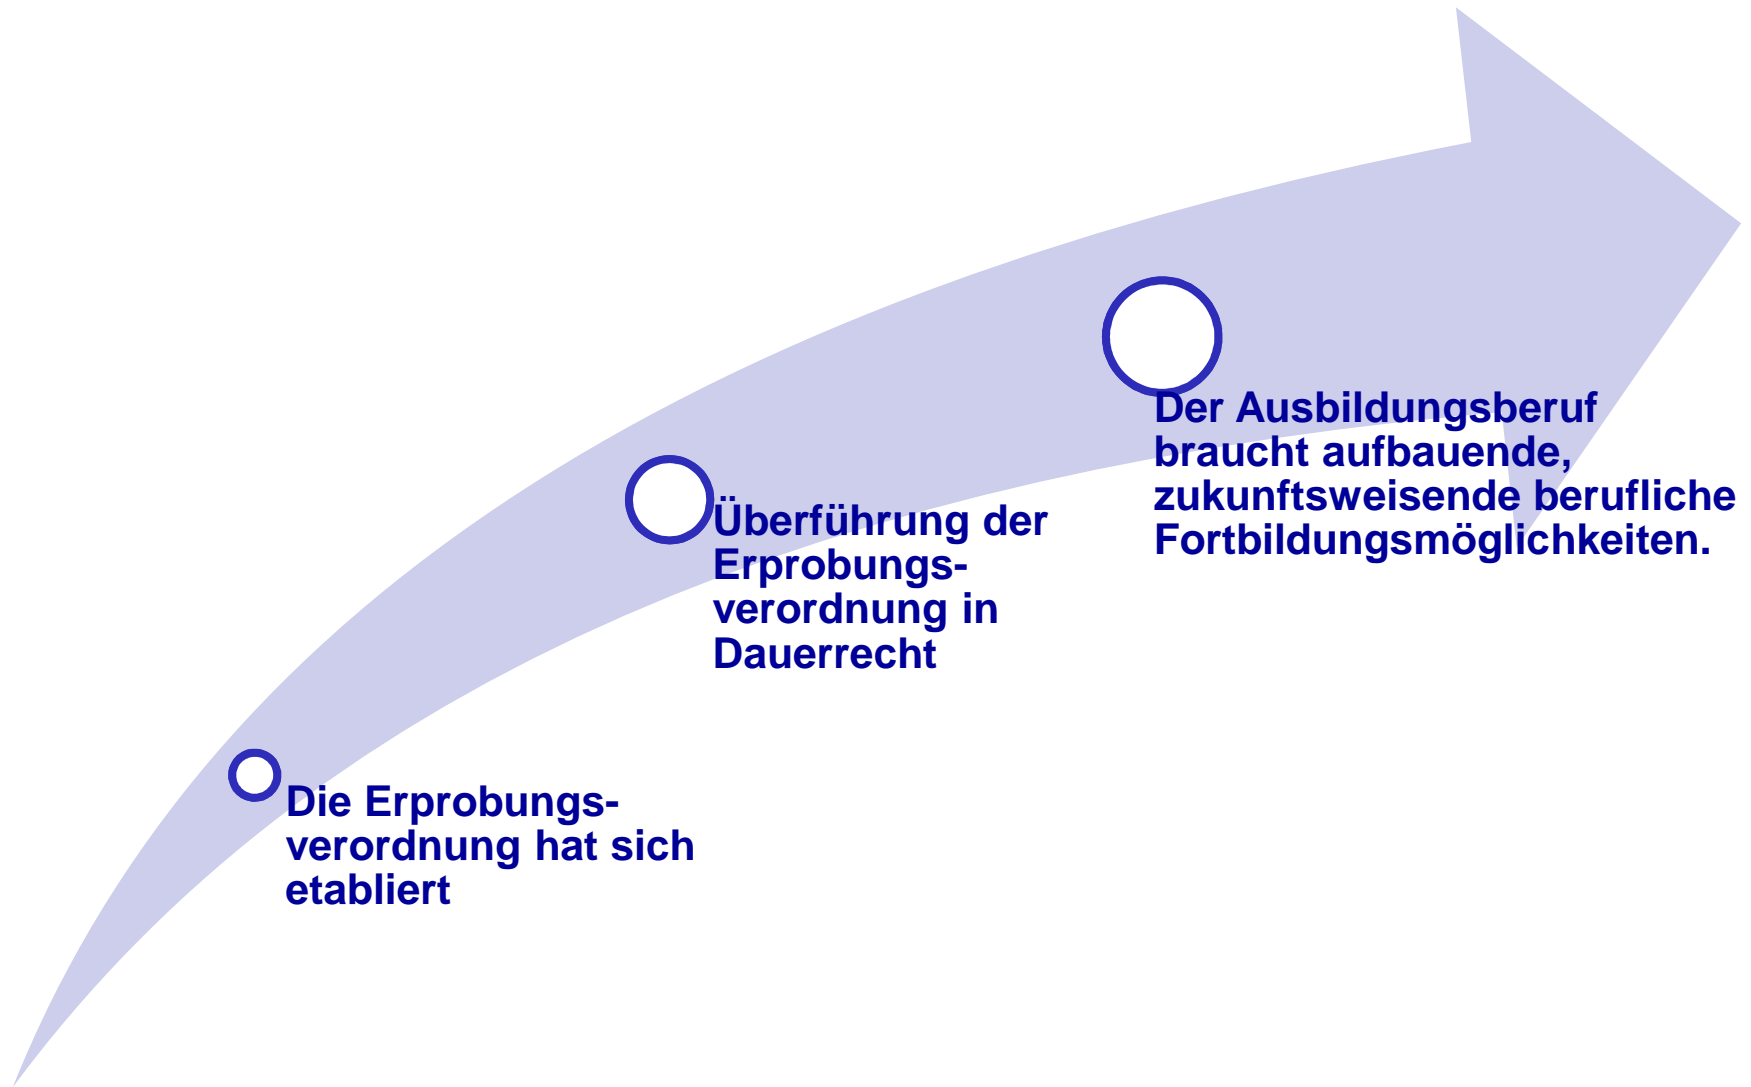 Die Erprobungs-
verordnung hat sich
etabliert
Überführung der
Erprobungs-
verordnung in
Dauerrecht
Der Ausbildungsberuf
braucht aufbauende,
zukunftsweisende berufliche
Fortbildungsmöglichkeiten.